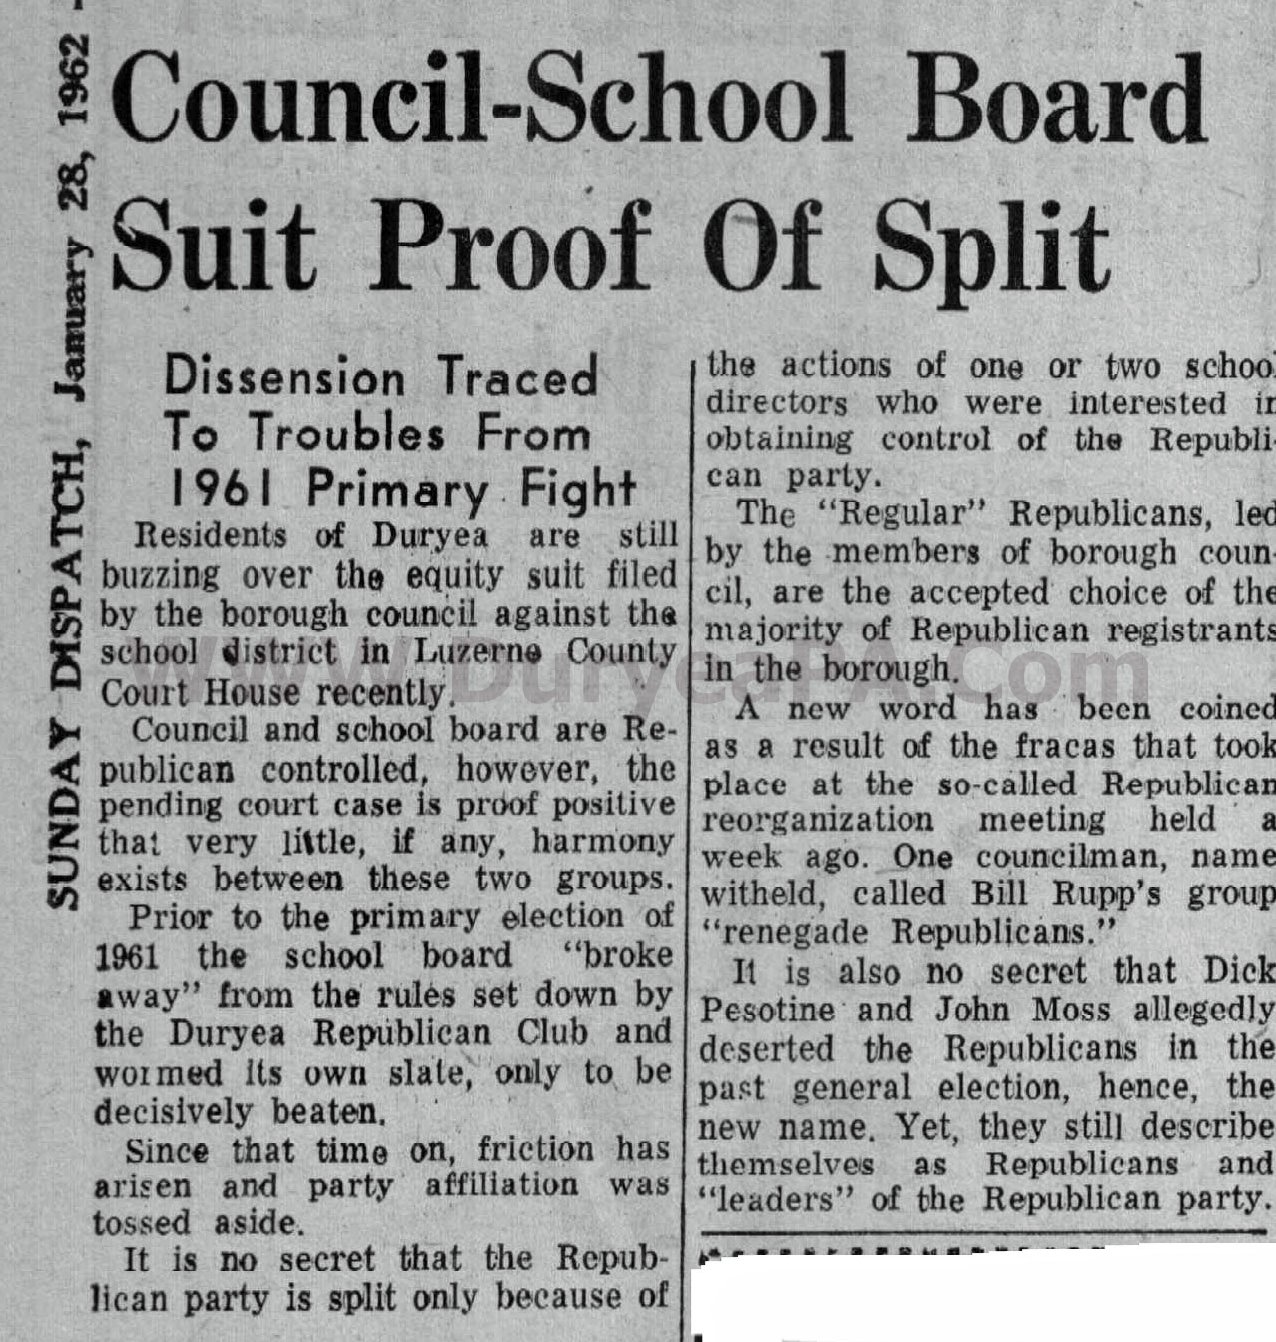 SUNDAY DISPATCH, January 28, 1962 -
Council-School Board
Suit Proof Of Split
Dissension Traced
To Troubles From
1961 Primary Fight
Residents of Duryea are still
buzzing over the equity suit filed
by the borough council against the
school district in Luzerne County
Court House recently.
Council and school board are Re-
publican controlled, however, the
pending court case is proof positive
that very little, if any, harmony
exists between these two groups.
Prior to the primary election of
1961 the school board "broke
away" from the rules set down by
the Duryea Republican Club and
wormed its own slate, only to be
decisively beaten.
Since that time on, friction has
arisen and party affiliation was
tossed aside.
It is no secret that the Repub-
lican party is split only because of
the actions of one or two school
directors who were interested in
obtaining control of the Republi-
can party.
The "Regular" Republicans, led
by the members of borough coun-
cil, are the accepted choice of the
majority of Republican registrants
in the borough.
A new word has been coined
as a result of the fracas that took
place at the so-called Republican
reorganization meeting held a
week ago. One councilman, name
witheld, called Bill Rupp's group
"renegade Republicans."
It is also no secret that Dick
Pesotine and John Moss allegedly
deserted the Republicans in the
past general election, hence, the
new name. Yet, they still describe
themselves as Republicans and
"leaders" of the Republican party.
www.DuryeaPA.Com